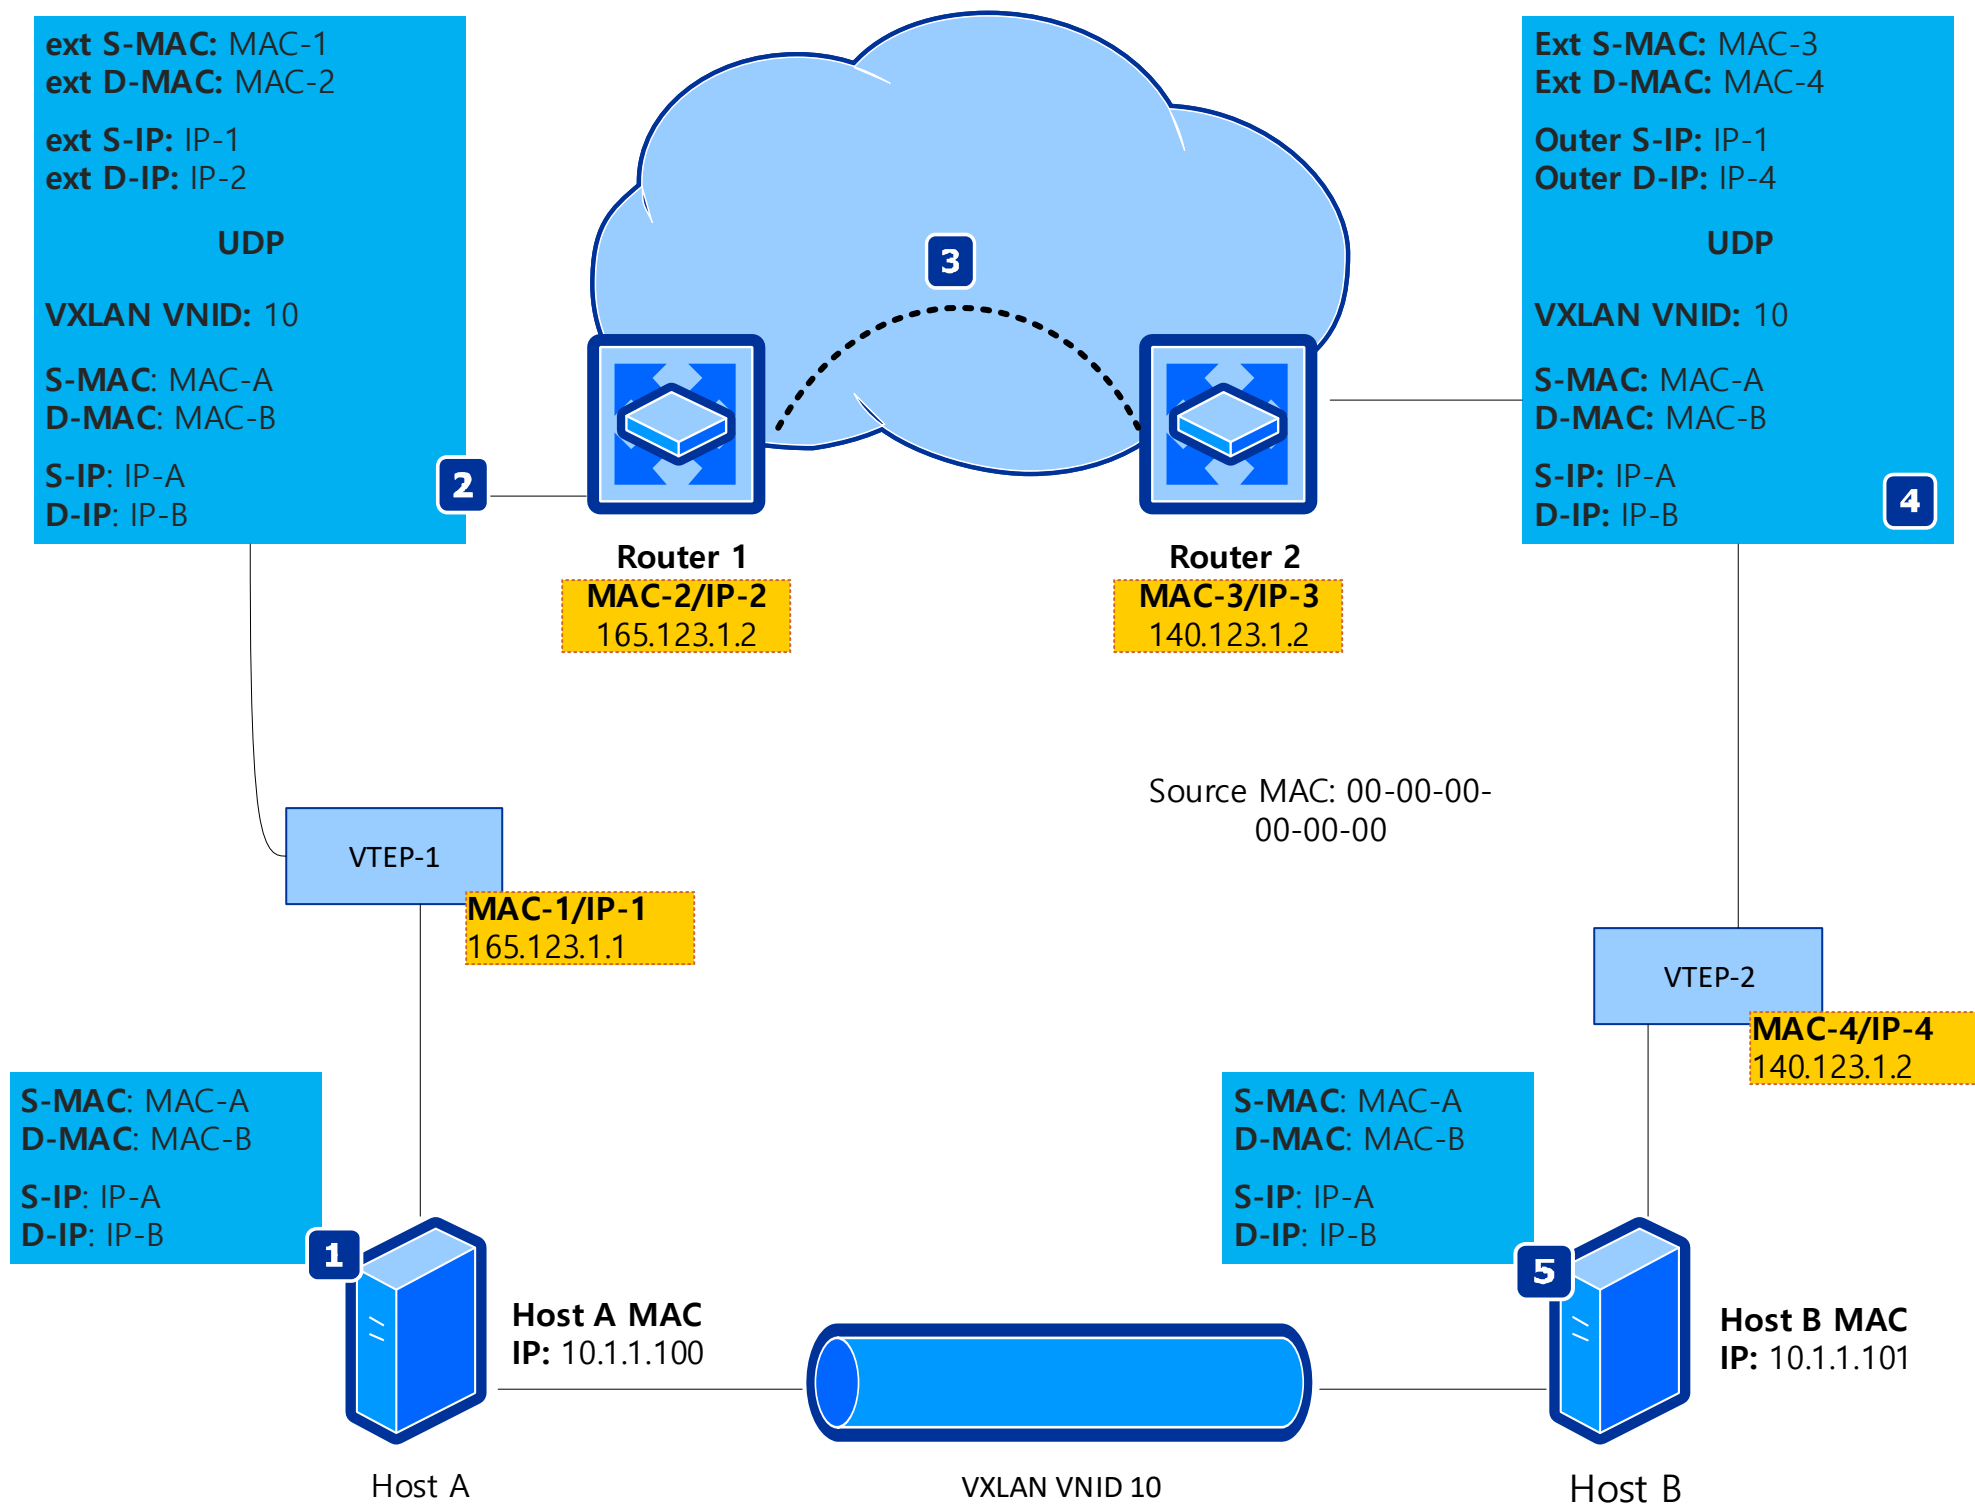 ext S-MAC: MAC-1
ext D-MAC: MAC-2
ext S-IP: IP-1
ext D-IP: IP-2
UDP
VXLAN VNID: 10
S-MAC: MAC-A
D-MAC: MAC-B
S-IP: IP-A
D-IP: IP-B
2
3
Router 1
MAC-2/IP-2
165.123.1.2
Router 2
MAC-3/IP-3
140.123.1.2
Ext S-MAC: MAC-3
Ext D-MAC: MAC-4
Outer S-IP: IP-1
Outer D-IP: IP-4
UDP
VXLAN VNID: 10
S-MAC: MAC-A
D-MAC: MAC-B
S-IP: IP-A
D-IP: IP-B
4
Source MAC: 00-00-00-
00-00-00
VTEP-1
MAC-1/IP-1
165.123.1.1
VTEP-2
MAC-4/IP-4
140.123.1.2
S-MAC: MAC-A
D-MAC: MAC-B
S-IP: IP-A
D-IP: IP-B
1
Host A MAC
IP: 10.1.1.100
S-MAC: MAC-A
D-MAC: MAC-B
S-IP: IP-A
D-IP: IP-B
5
Host B MAC
IP: 10.1.1.101
Host A
VXLAN VNID 10
Host B